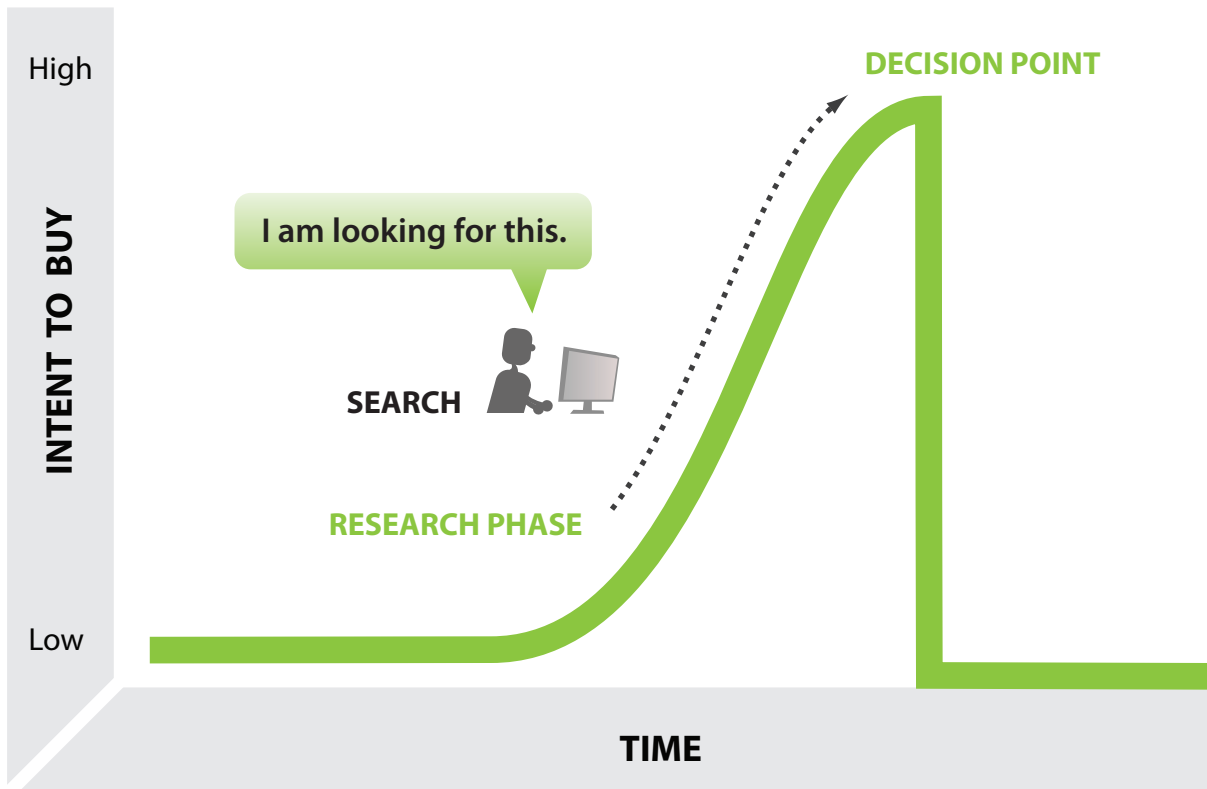 High
DECISION POINT
INTENT TO BUY
I am looking for this.
SEARCH
RESEARCH PHASE
Low
TIME